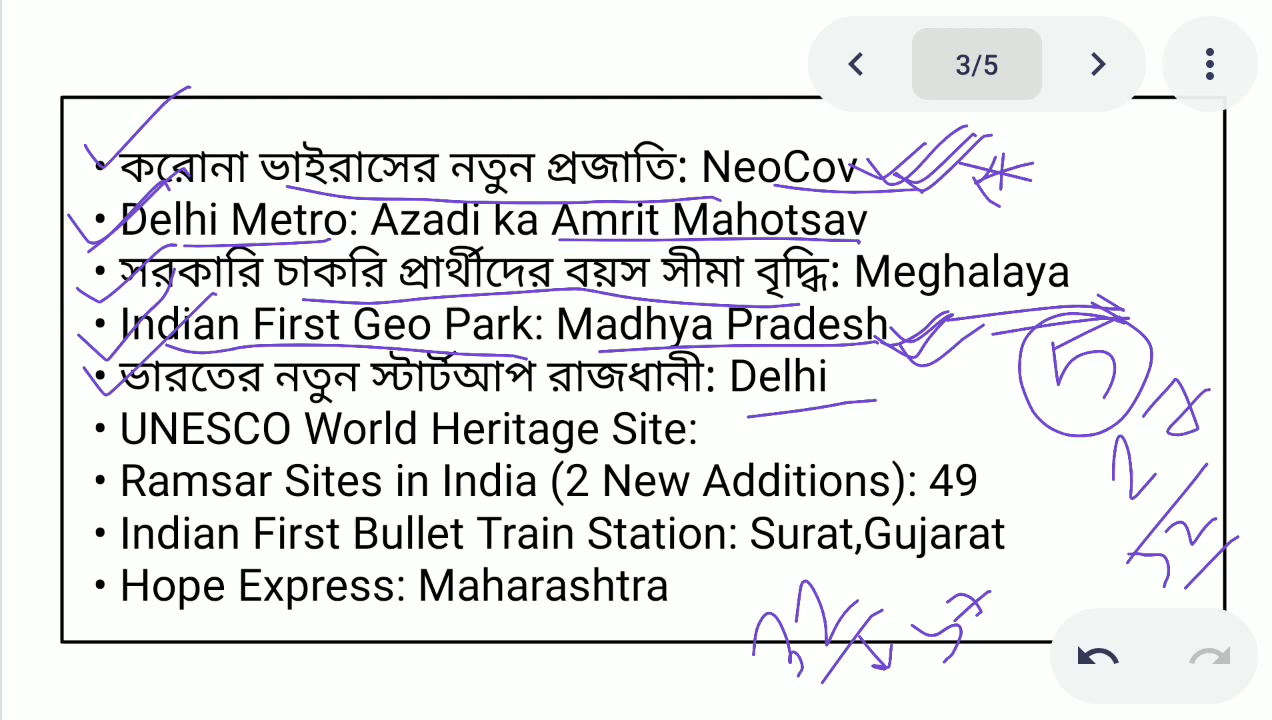 3/5
• করোনা ভাইরাসের নতুন প্রজাতি: NeoCov
• Delhi Metro: Azadi ka Amrit Mahotsav
• সরকারি চাকরি প্রার্থীদের বয়স সীমা বৃদ্ধি: Meghalaya
• Indian First Geo Park: Madhya Pradesh
• ভারতের নতুন স্টার্টআপ রাজধানী: Delhi
• UNESCO World Heritage Site:
• Ramsar Sites in India (2 New Additions): 49
• Indian First Bullet Train Station: Surat,Gujarat
• Hope Express: Maharashtra